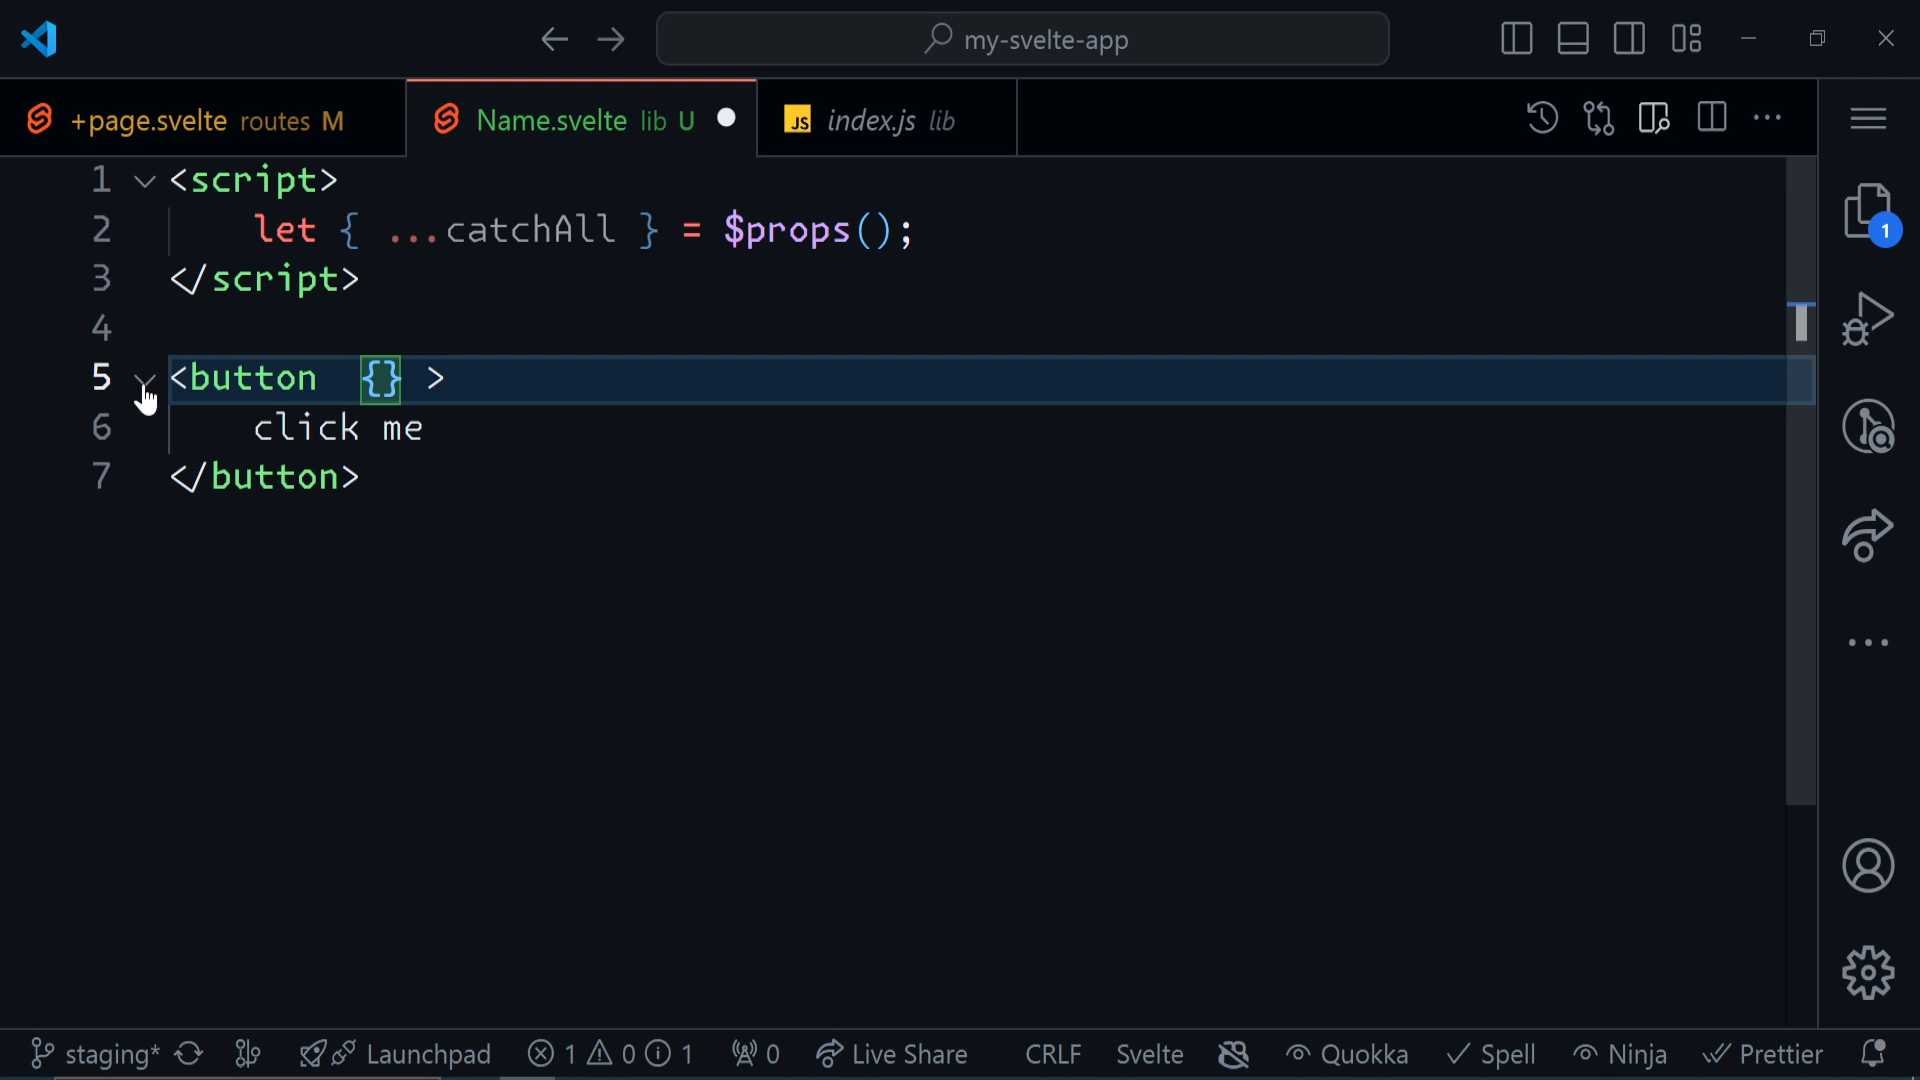 my-svelte-app
+page.svelte routes M
Name.svelte lib U
JS index.js lib
1 <script>
2 let { ...catchAll } = $props();
3 </script>
4
5 <button  {} >
6 click me
7 </button>
1
staging* Launchpad 1 0 1 0 Live Share CRLF Svelte Quokka Spell Ninja Prettier